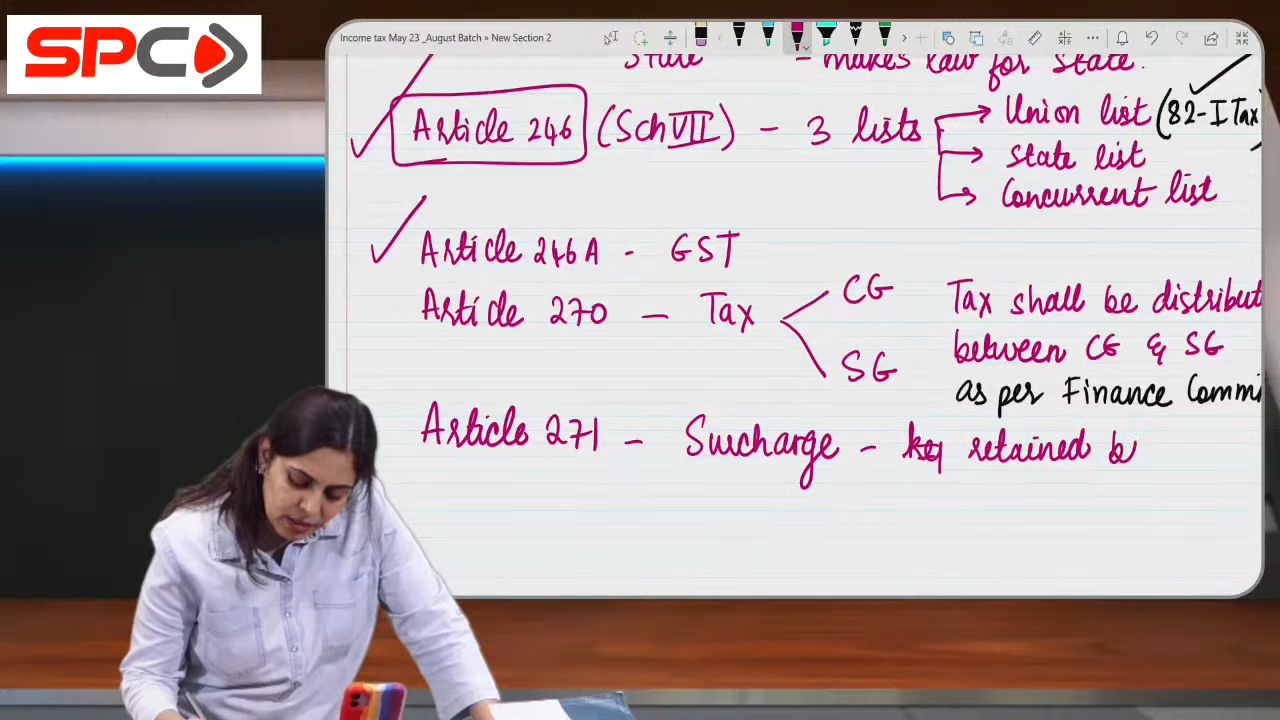 SPC
Income tax May 23 _August Batch » New Section 2
State - makes law for State.
Article 246 (Sch VII) - 3 lists Union list (82-I Tax
State list
Concurrent list
Article 246A - GST
Article 270 - Tax CG Tax shall be distribut
between CG & SG
SG as per Finance Commi
Article 271 - Surcharge - retained b